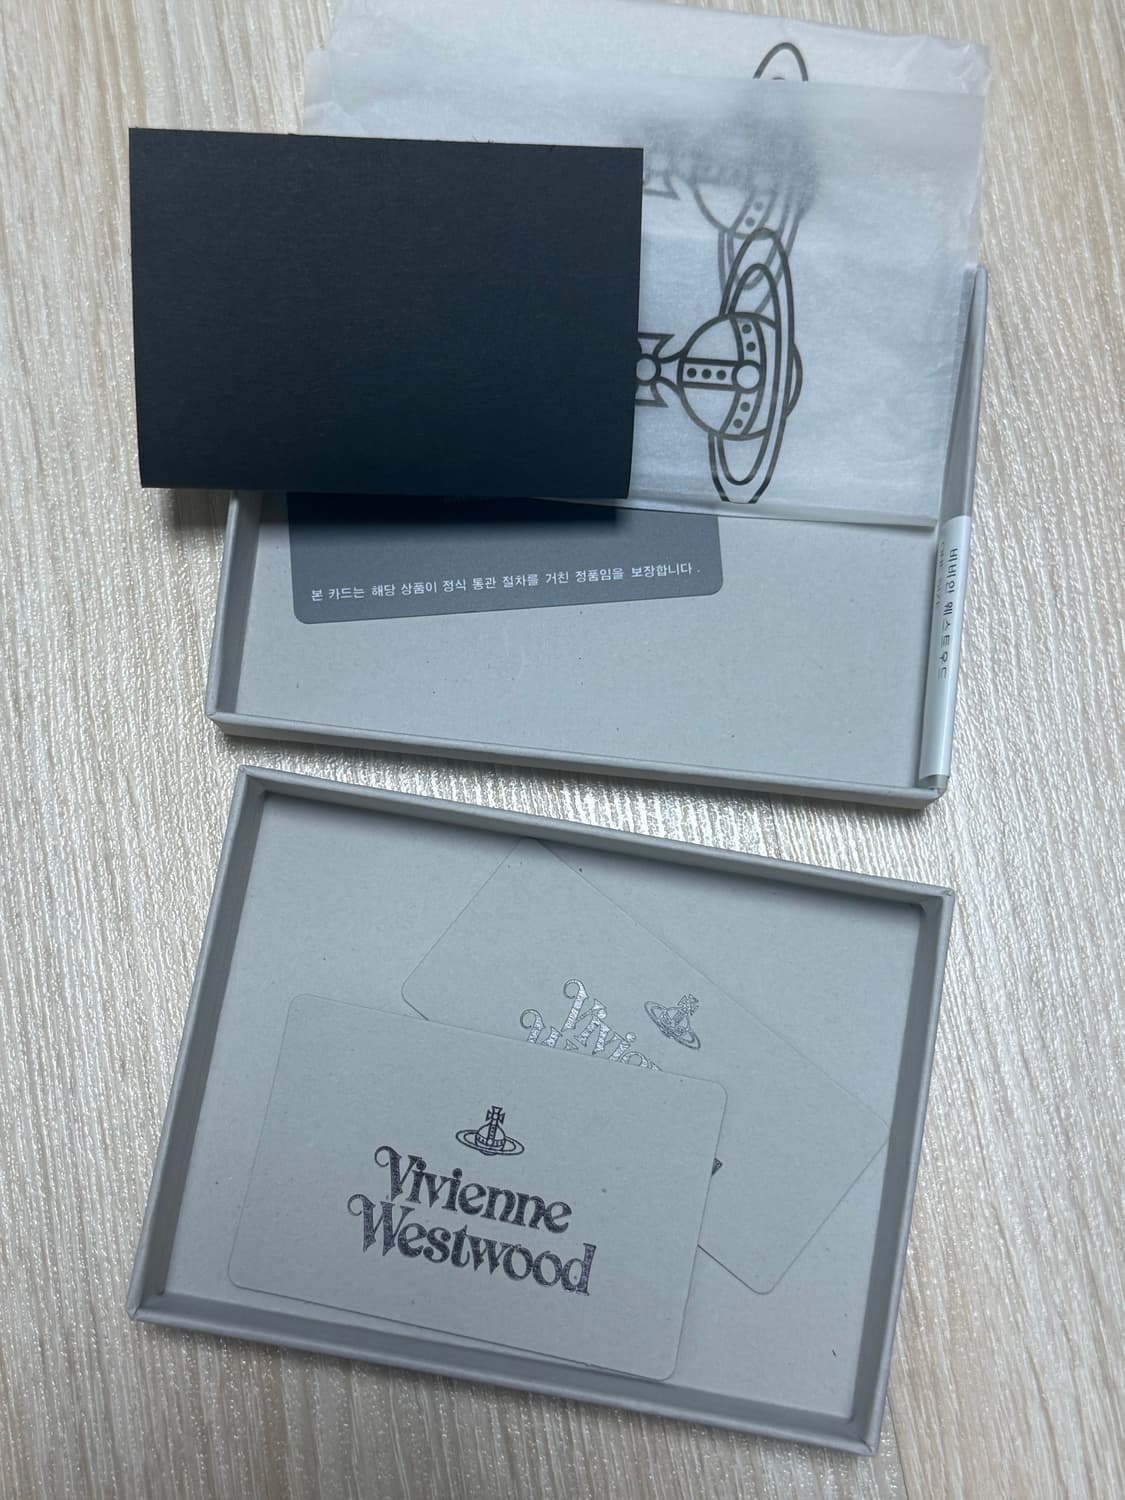 본 카드는 해당 상품이 정식 통관 절차를 거친 정품임을 보장합니다.
비비안 웨스트우드
Vivie
Vivienne
Westwood